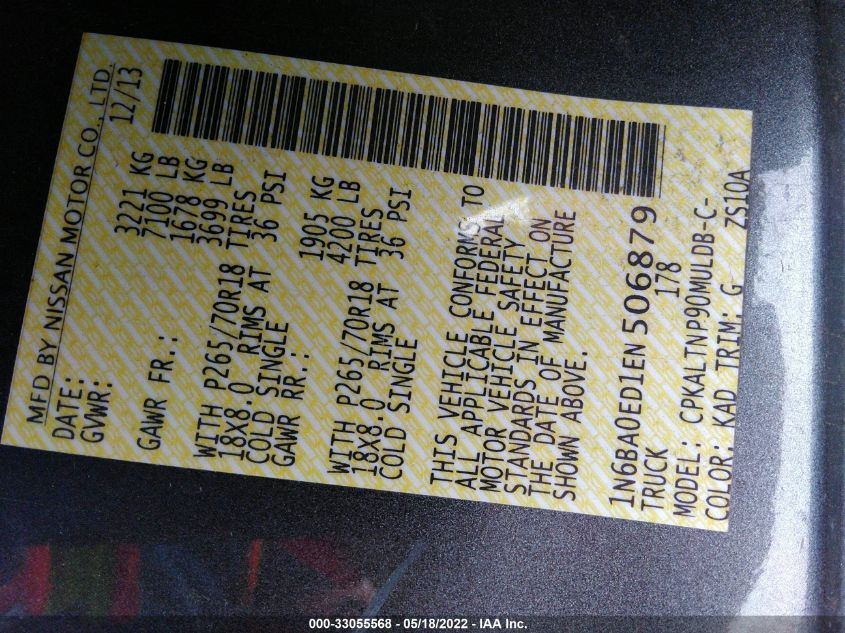 MFD BY NISSAN MOTOR CO., LTD.
DATE: 12/13
GVWR: 3221 KG
7100 LB
GAWR FR.: 1678 KG
3699 LB
WITH P265/70R18 TIRES
18X8.0 RIMS AT 36 PSI
COLD SINGLE
GAWR RR.: 1905 KG
4200 LB
WITH P265/70R18 TIRES
18X8.0 RIMS AT 36 PSI
COLD SINGLE
THIS VEHICLE CONFORMS TO
ALL APPLICABLE FEDERAL
MOTOR VEHICLE SAFETY
STANDARDS IN EFFECT ON
THE DATE OF MANUFACTURE
SHOWN ABOVE.
1N6BA0ED1EN506879
TRUCK 178
MODEL: CPKALTNP90MULDB-C-
COLOR: KAD TRIM: G ZS10A
000-33055568 - 05/18/2022 - IAA Inc.